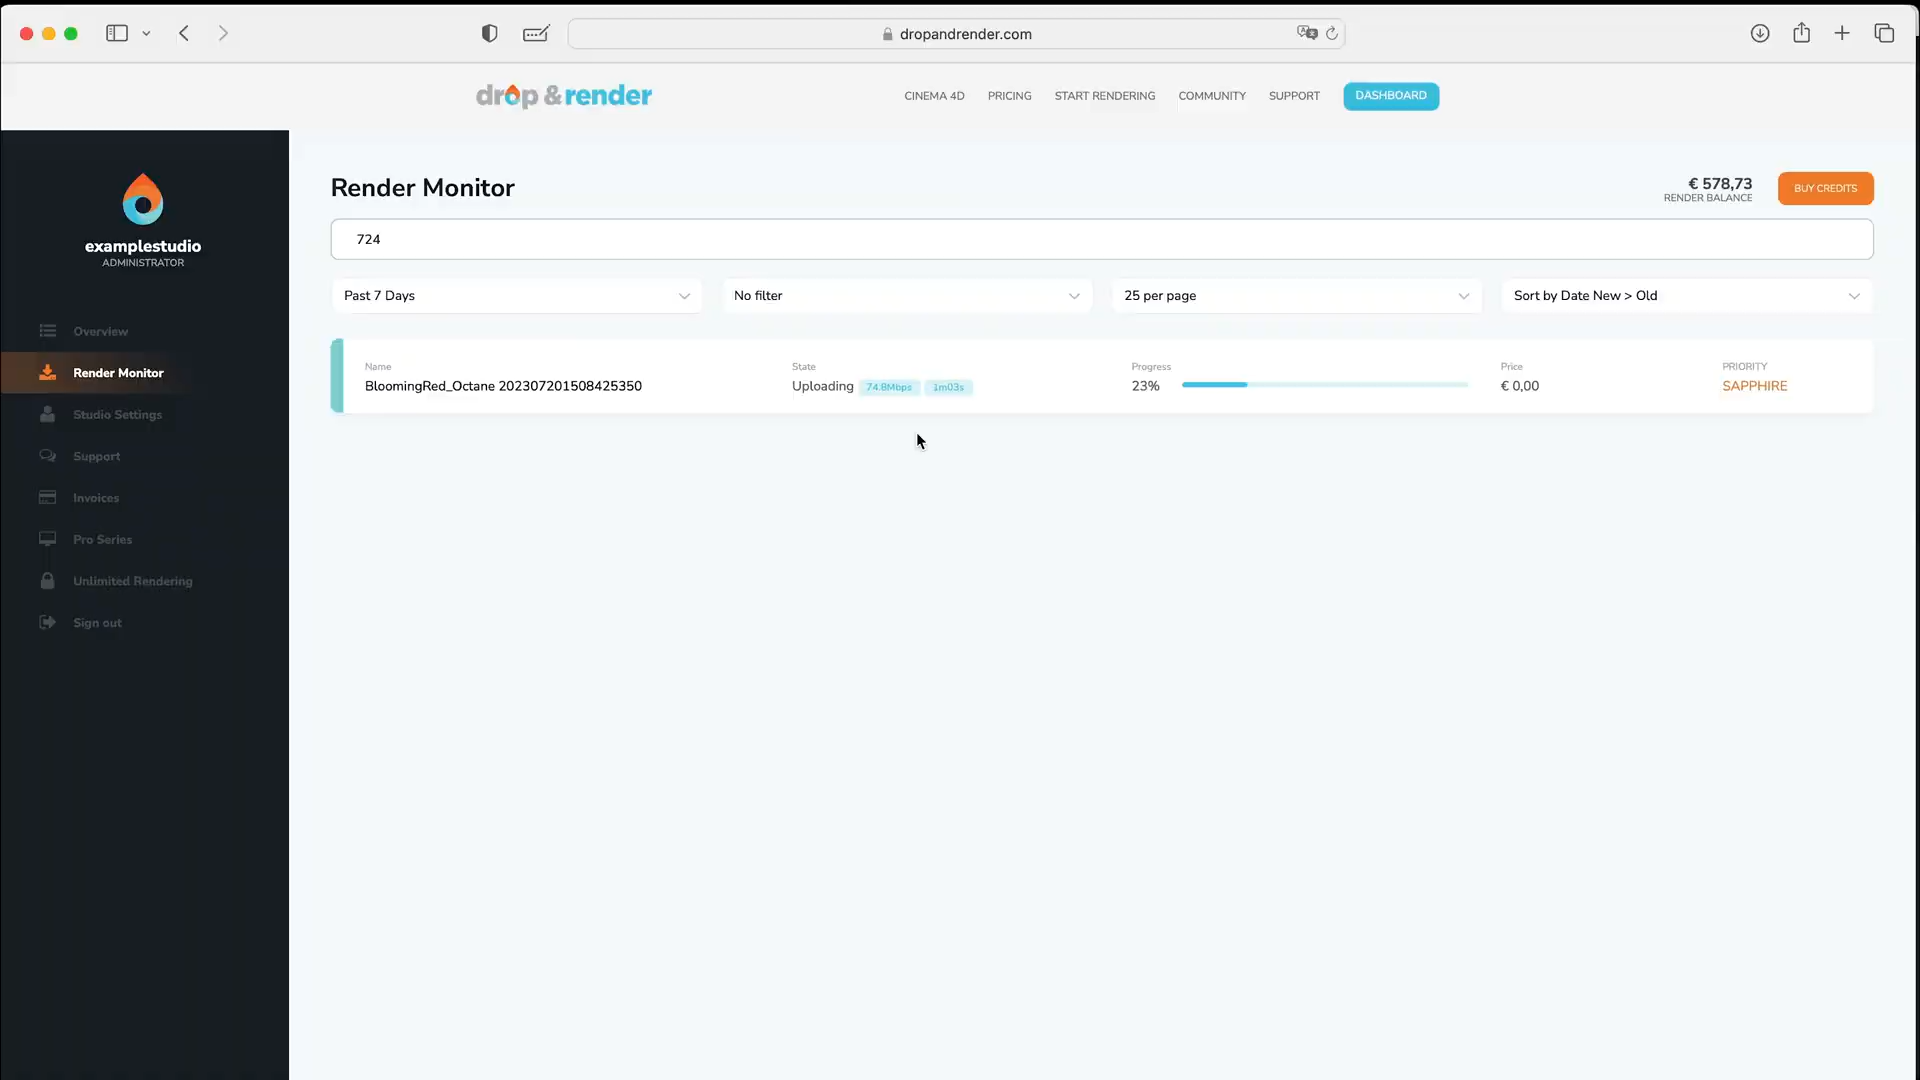 dropandrender.com
drop & render
CINEMA 4D PRICING START RENDERING COMMUNITY SUPPORT DASHBOARD
examplestudio
ADMINISTRATOR
Overview
Render Monitor
Studio Settings
Support
Invoices
Pro Series
Unlimited Rendering
Sign out
Render Monitor
€ 578,73
RENDER BALANCE
BUY CREDITS
724
Past 7 Days No filter 25 per page Sort by Date New > Old
Name State Progress Price PRIORITY
BloomingRed_Octane 202307201508425350 Uploading 74.8Mbps 1m03s 23% € 0,00 SAPPHIRE